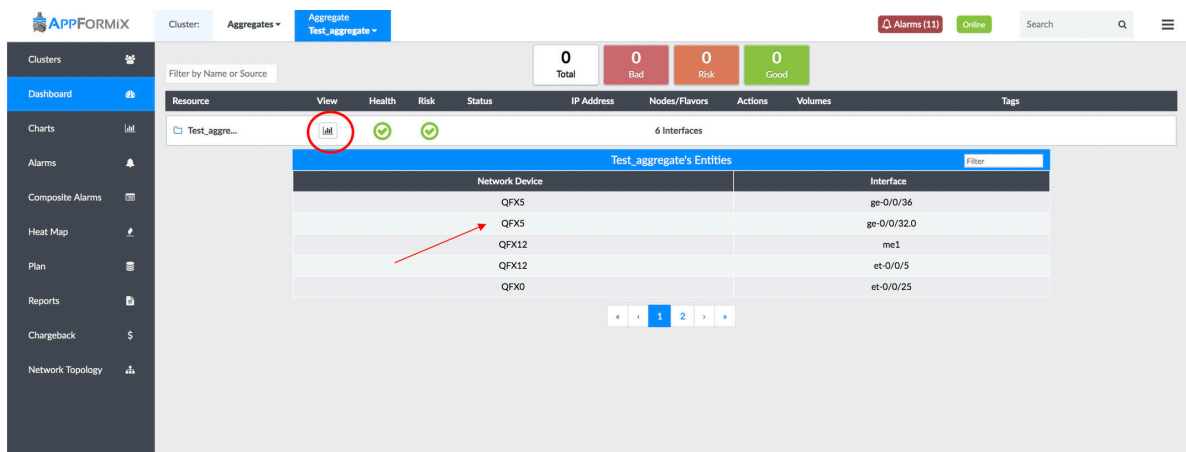 APPFORMIX
Cluster:
Aggregates
Aggregate
Test_aggregate
Alarms (11)
Online
Search
Clusters
Dashboard
Charts
Alarms
Composite Alarms
Heat Map
Plan
Reports
Chargeback
Network Topology
Filter by Name or Source
0
Total
0
Bad
0
Risk
0
Good
Resource View Health Risk Status IP Address Nodes/Flavors Actions Volumes Tags
Test_aggre... 6 Interfaces
Test_aggregate's Entities
Filter
Network Device Interface
QFX5 ge-0/0/36
QFX5 ge-0/0/32.0
QFX12 me1
QFX12 et-0/0/5
QFX0 et-0/0/25
« ‹ 1 2 › »